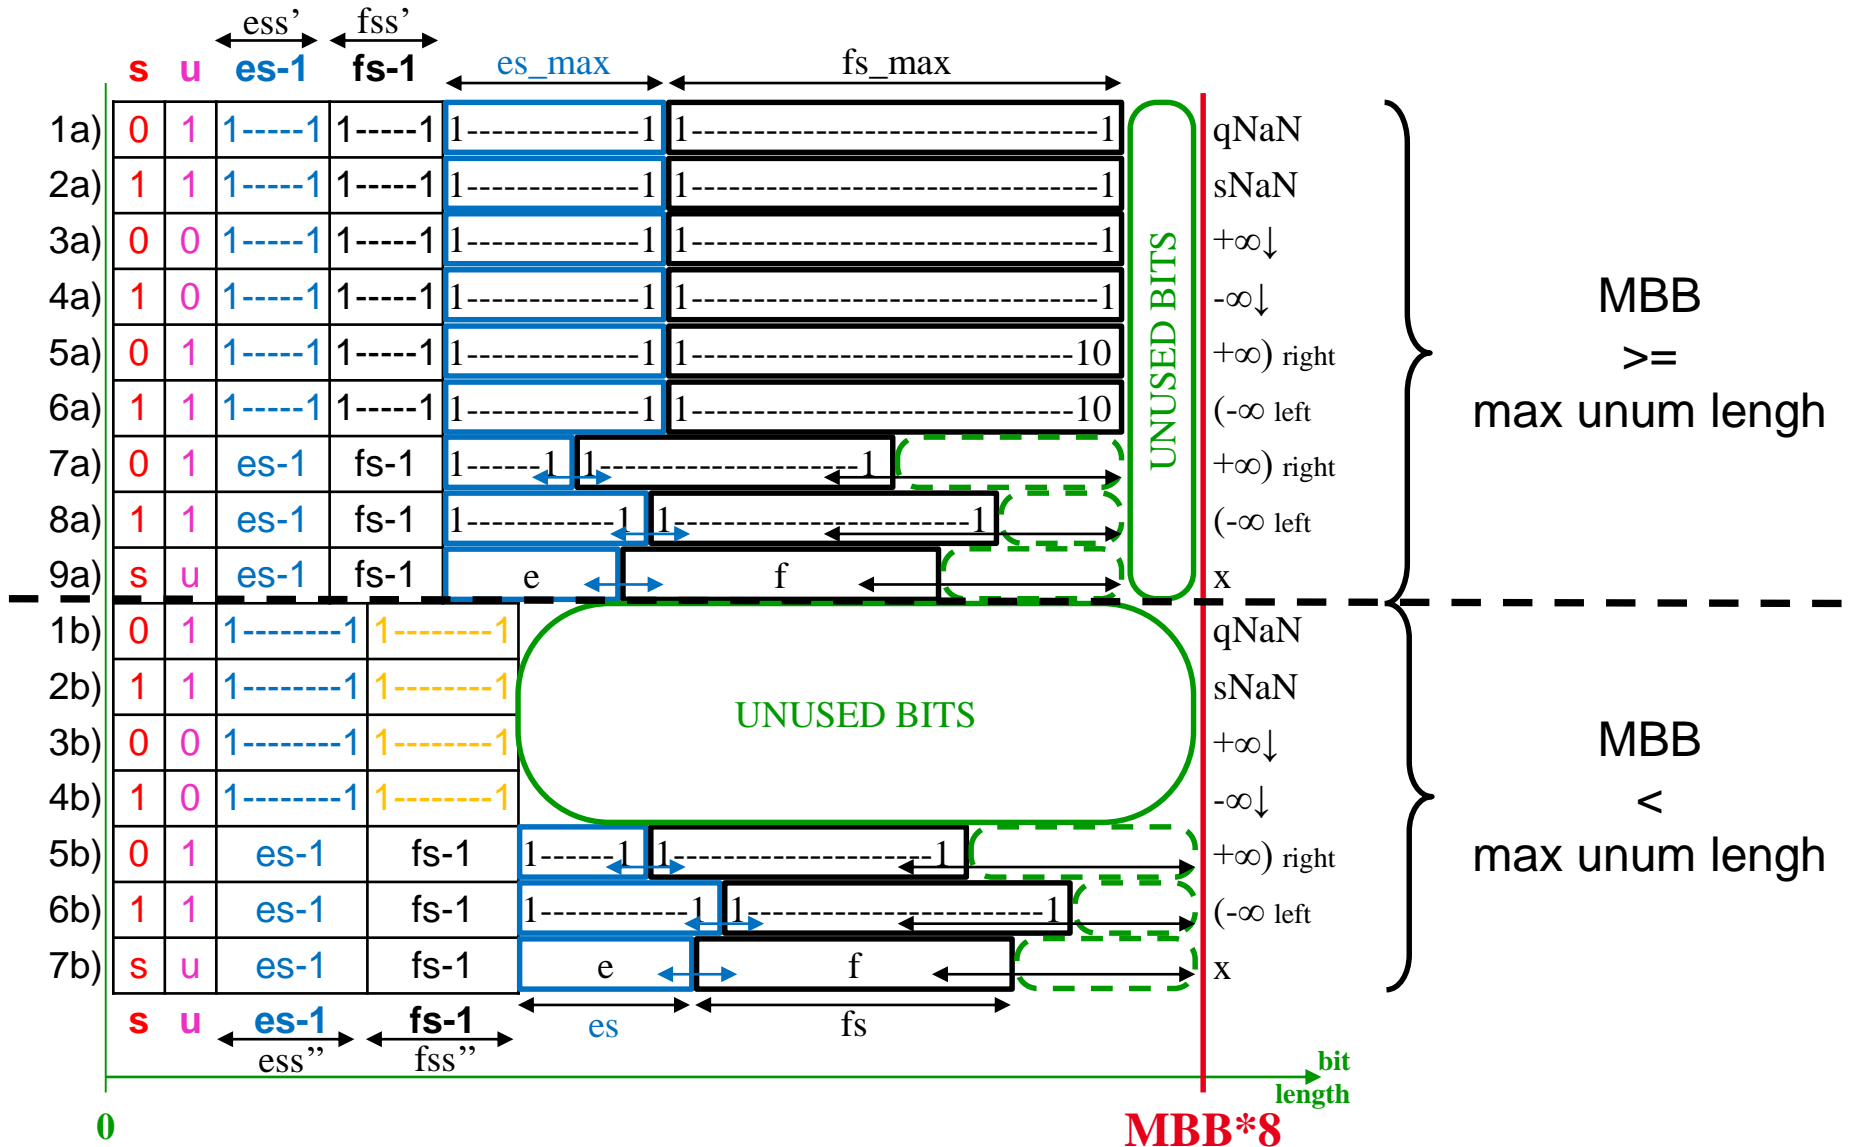 ess’ fss’
s u es-1 fs-1 es_max fs_max
1a) 0 1 1-----1 1-----1 1--------------1 1-----------------------------1 qNaN
2a) 1 1 1-----1 1-----1 1--------------1 1-----------------------------1 sNaN
3a) 0 0 1-----1 1-----1 1--------------1 1-----------------------------1 +∞↓
4a) 1 0 1-----1 1-----1 1--------------1 1-----------------------------1 -∞↓
5a) 0 1 1-----1 1-----1 1--------------1 1---------------------------10 +∞) right
6a) 1 1 1-----1 1-----1 1--------------1 1---------------------------10 (-∞ left
7a) 0 1 es-1 fs-1 1------1 1-------------------1 +∞) right
8a) 1 1 es-1 fs-1 1-----------1 1----------------------1 (-∞ left
9a) s u es-1 fs-1 e f x
UNUSED BITS
MBB
>=
max unum lengh
1b) 0 1 1--------1 1--------1 qNaN
2b) 1 1 1--------1 1--------1 sNaN
3b) 0 0 1--------1 1--------1 +∞↓
4b) 1 0 1--------1 1--------1 -∞↓
UNUSED BITS
5b) 0 1 es-1 fs-1 1------1 1-------------------1 +∞) right
6b) 1 1 es-1 fs-1 1-----------1 1----------------------1 (-∞ left
7b) s u es-1 fs-1 e f x
MBB
<
max unum lengh
s u es-1 fs-1 es fs
ess” fss”
bit
length
0 MBB*8